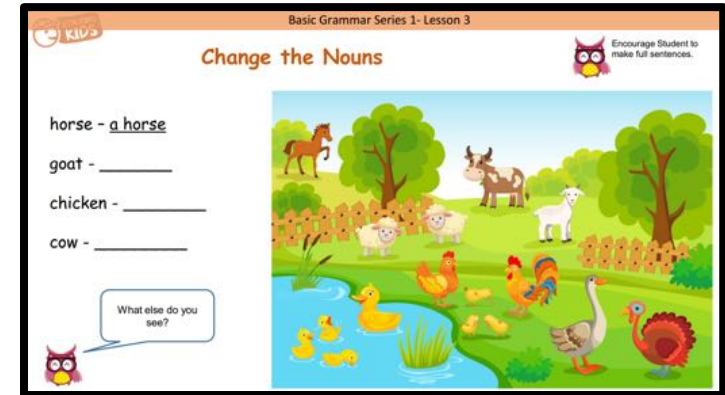 Basic Grammar Series 1- Lesson 3
KIDS
Change the Nouns
Encourage Student to
make full sentences.
horse – a horse
goat - ________
chicken - _________
cow - __________
What else do you
see?